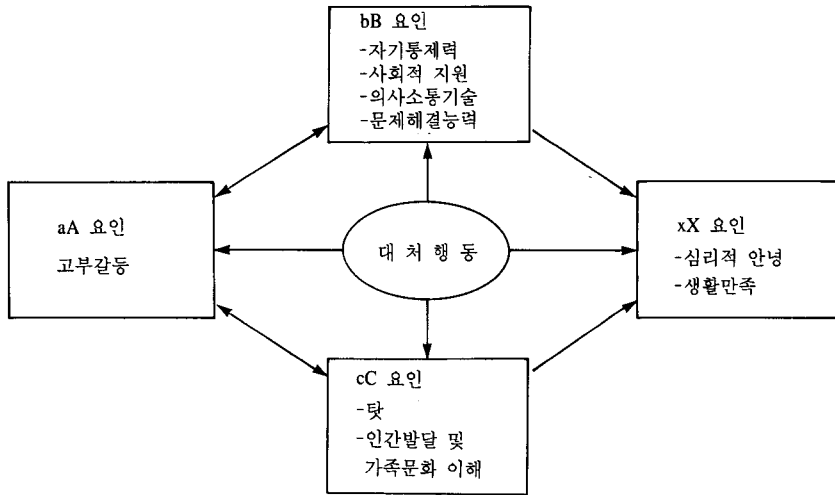 bB 요인
-자기통제력
-사회적 지원
-의사소통기술
-문제해결능력
aA 요인
고부갈등
대 처 행 동
xX 요인
-심리적 안녕
-생활만족
cC 요인
-탓
-인간발달 및
가족문화 이해